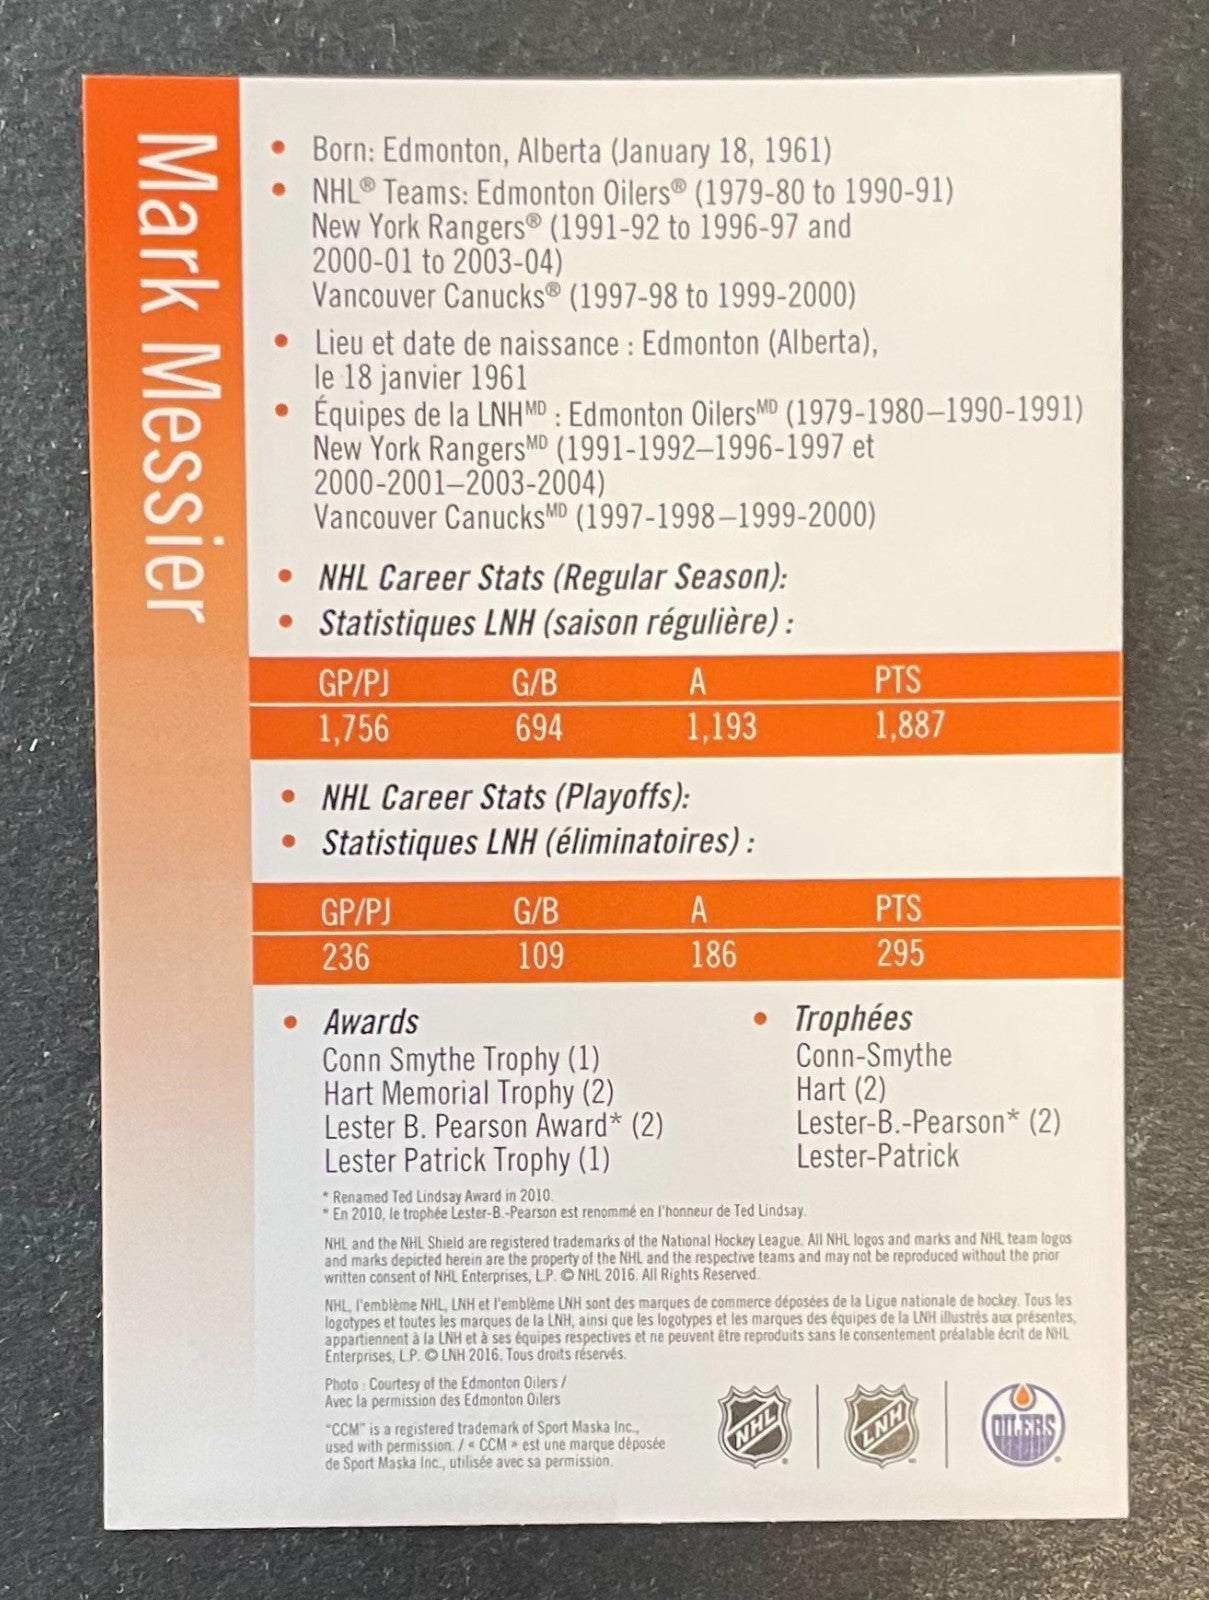 Mark Messier
• Born: Edmonton, Alberta (January 18, 1961)
• NHL® Teams: Edmonton Oilers® (1979-80 to 1990-91)
New York Rangers® (1991-92 to 1996-97 and
2000-01 to 2003-04)
Vancouver Canucks® (1997-98 to 1999-2000)
• Lieu et date de naissance : Edmonton (Alberta),
le 18 janvier 1961
• Équipes de la LNHᴹᴰ : Edmonton Oilersᴹᴰ (1979-1980–1990-1991)
New York Rangersᴹᴰ (1991-1992–1996-1997 et
2000-2001–2003-2004)
Vancouver Canucksᴹᴰ (1997-1998–1999-2000)
• NHL Career Stats (Regular Season):
• Statistiques LNH (saison régulière) :
GP/PJ G/B A PTS
1,756 694 1,193 1,887
• NHL Career Stats (Playoffs):
• Statistiques LNH (éliminatoires) :
GP/PJ G/B A PTS
236 109 186 295
• Awards
Conn Smythe Trophy (1)
Hart Memorial Trophy (2)
Lester B. Pearson Award* (2)
Lester Patrick Trophy (1)
• Trophées
Conn-Smythe
Hart (2)
Lester-B.-Pearson* (2)
Lester-Patrick
* Renamed Ted Lindsay Award in 2010.
* En 2010, le trophée Lester-B.-Pearson est renommé en l'honneur de Ted Lindsay.
NHL and the NHL Shield are registered trademarks of the National Hockey League. All NHL logos and marks and NHL team logos
and marks depicted herein are the property of the NHL and the respective teams and may not be reproduced without the prior
written consent of NHL Enterprises, L.P. © NHL 2016. All Rights Reserved.
NHL, l'emblème NHL, LNH et l'emblème LNH sont des marques de commerce déposées de la Ligue nationale de hockey. Tous les
logotypes et toutes les marques de la LNH, ainsi que les logotypes et les marques des équipes de la LNH illustrés aux présentes,
appartiennent à la LNH et à ses équipes respectives et ne peuvent être reproduits sans le consentement préalable écrit de NHL
Enterprises, L.P. © LNH 2016. Tous droits réservés.
Photo : Courtesy of the Edmonton Oilers /
Avec la permission des Edmonton Oilers
"CCM" is a registered trademark of Sport Maska Inc.,
used with permission. / « CCM » est une marque déposée
de Sport Maska Inc., utilisée avec sa permission.
NHL
LNH
OILERS